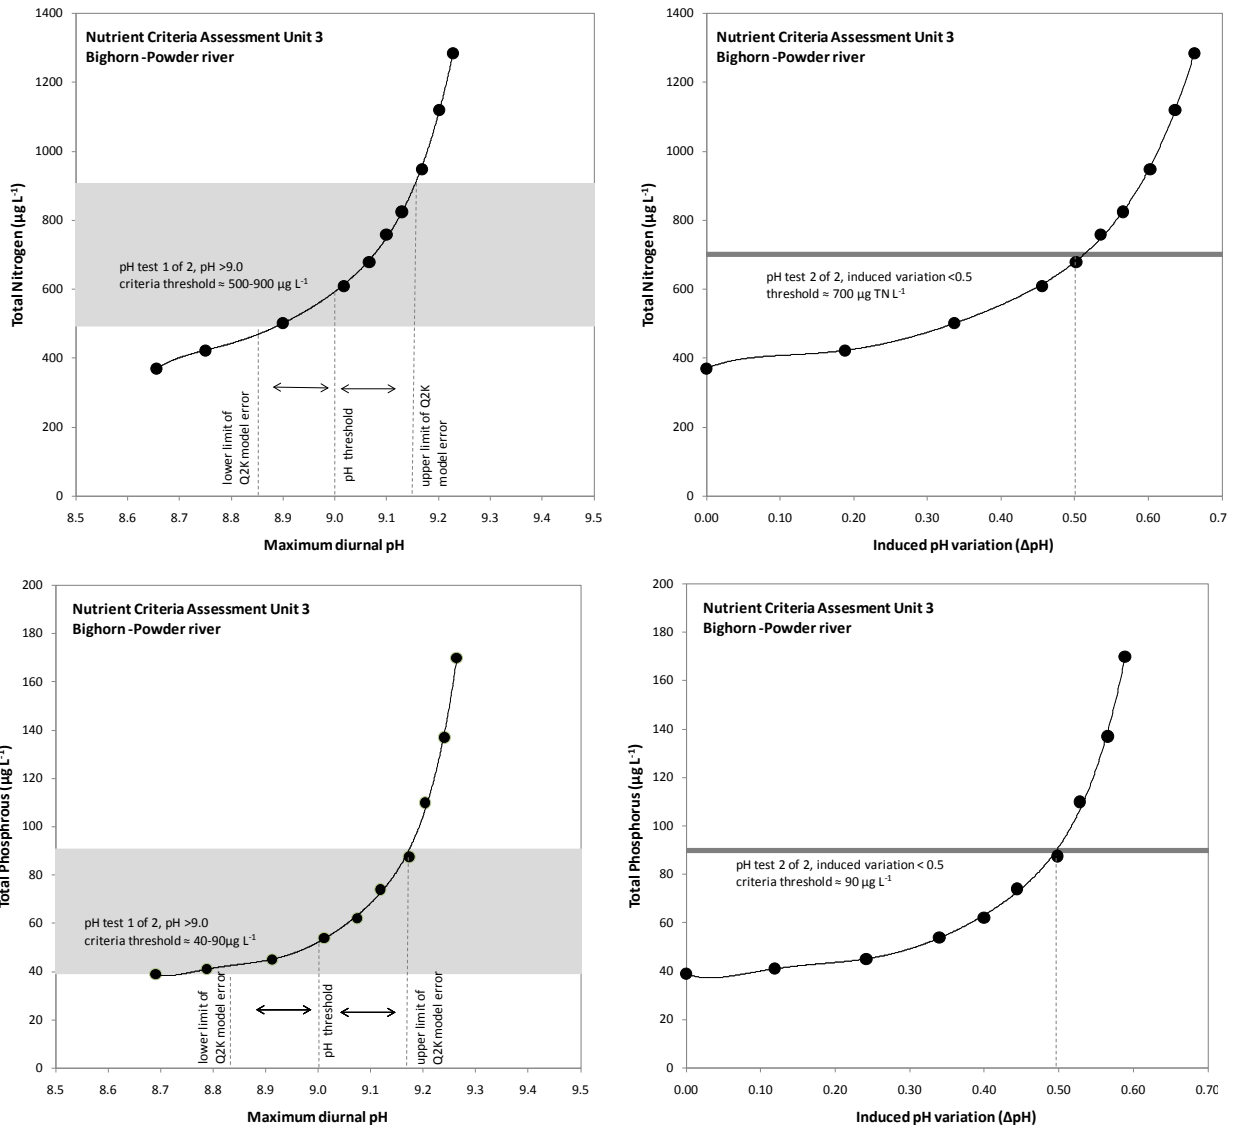 Nutrient Criteria Assessment Unit 3
Bighorn -Powder river
Total Nitrogen (µg L-1)
1400
1200
1000
800
600
400
200
0
pH test 1 of 2, pH >9.0
criteria threshold ≈ 500-900 µg L-1
lower limit of
Q2K model error
pH threshold
upper limit of Q2K
model error
8.5 8.6 8.7 8.8 8.9 9.0 9.1 9.2 9.3 9.4 9.5
Maximum diurnal pH
Nutrient Criteria Assessment Unit 3
Bighorn -Powder river
Total Nitrogen (µg L-1)
1400
1200
1000
800
600
400
200
0
pH test 2 of 2, induced variation <0.5
threshold ≈ 700 µg TN L-1
0.00 0.10 0.20 0.30 0.40 0.50 0.60 0.7
Induced pH variation (ΔpH)
Nutrient Criteria Assesment Unit 3
Bighorn -Powder river
Total Phosphrous (µg L-1)
200
180
160
140
120
100
80
60
40
20
0
pH test 1 of 2, pH >9.0
criteria threshold ≈ 40-90µg L-1
lower limit of
Q2K model error
pH threshold
upper limit of
Q2K model error
8.5 8.6 8.7 8.8 8.9 9.0 9.1 9.2 9.3 9.4 9.5
Maximum diurnal pH
Nutrient Criteria Assessment Unit 3
Bighorn -Powder river
Total Phosphorus (µg L-1)
200
180
160
140
120
100
80
60
40
20
0
pH test 2 of 2, induced variation < 0.5
criteria threshold ≈ 90 µg L-1
0.00 0.10 0.20 0.30 0.40 0.50 0.60 0.70
Induced pH variation (ΔpH)